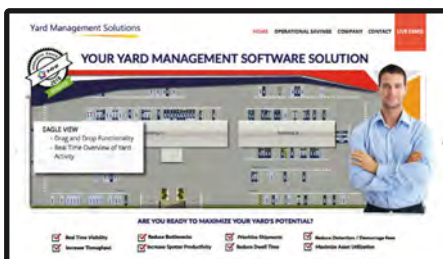 Yard Management Solutions
HOME OPERATIONAL SAVINGS COMPANY CONTACT LIVE DEMO
YOUR YARD MANAGEMENT SOFTWARE SOLUTION
EAGLE VIEW
- Drag and Drop Functionality
- Real Time Overview of Yard
Activity
ARE YOU READY TO MAXIMIZE YOUR YARD'S POTENTIAL?
Real Time Visibility Reduce Bottlenecks Prioritize Shipments Reduce Detention / Demurrage Fees
Increase Throughput Increase Spotter Productivity Reduce Dwell Time Maximize Asset Utilization